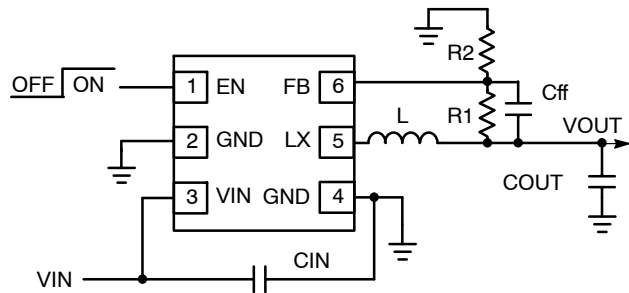 R2
OFF ON
1 EN FB 6
Cff
R1
L
VOUT
2 GND LX 5
COUT
3 VIN GND 4
CIN
VIN